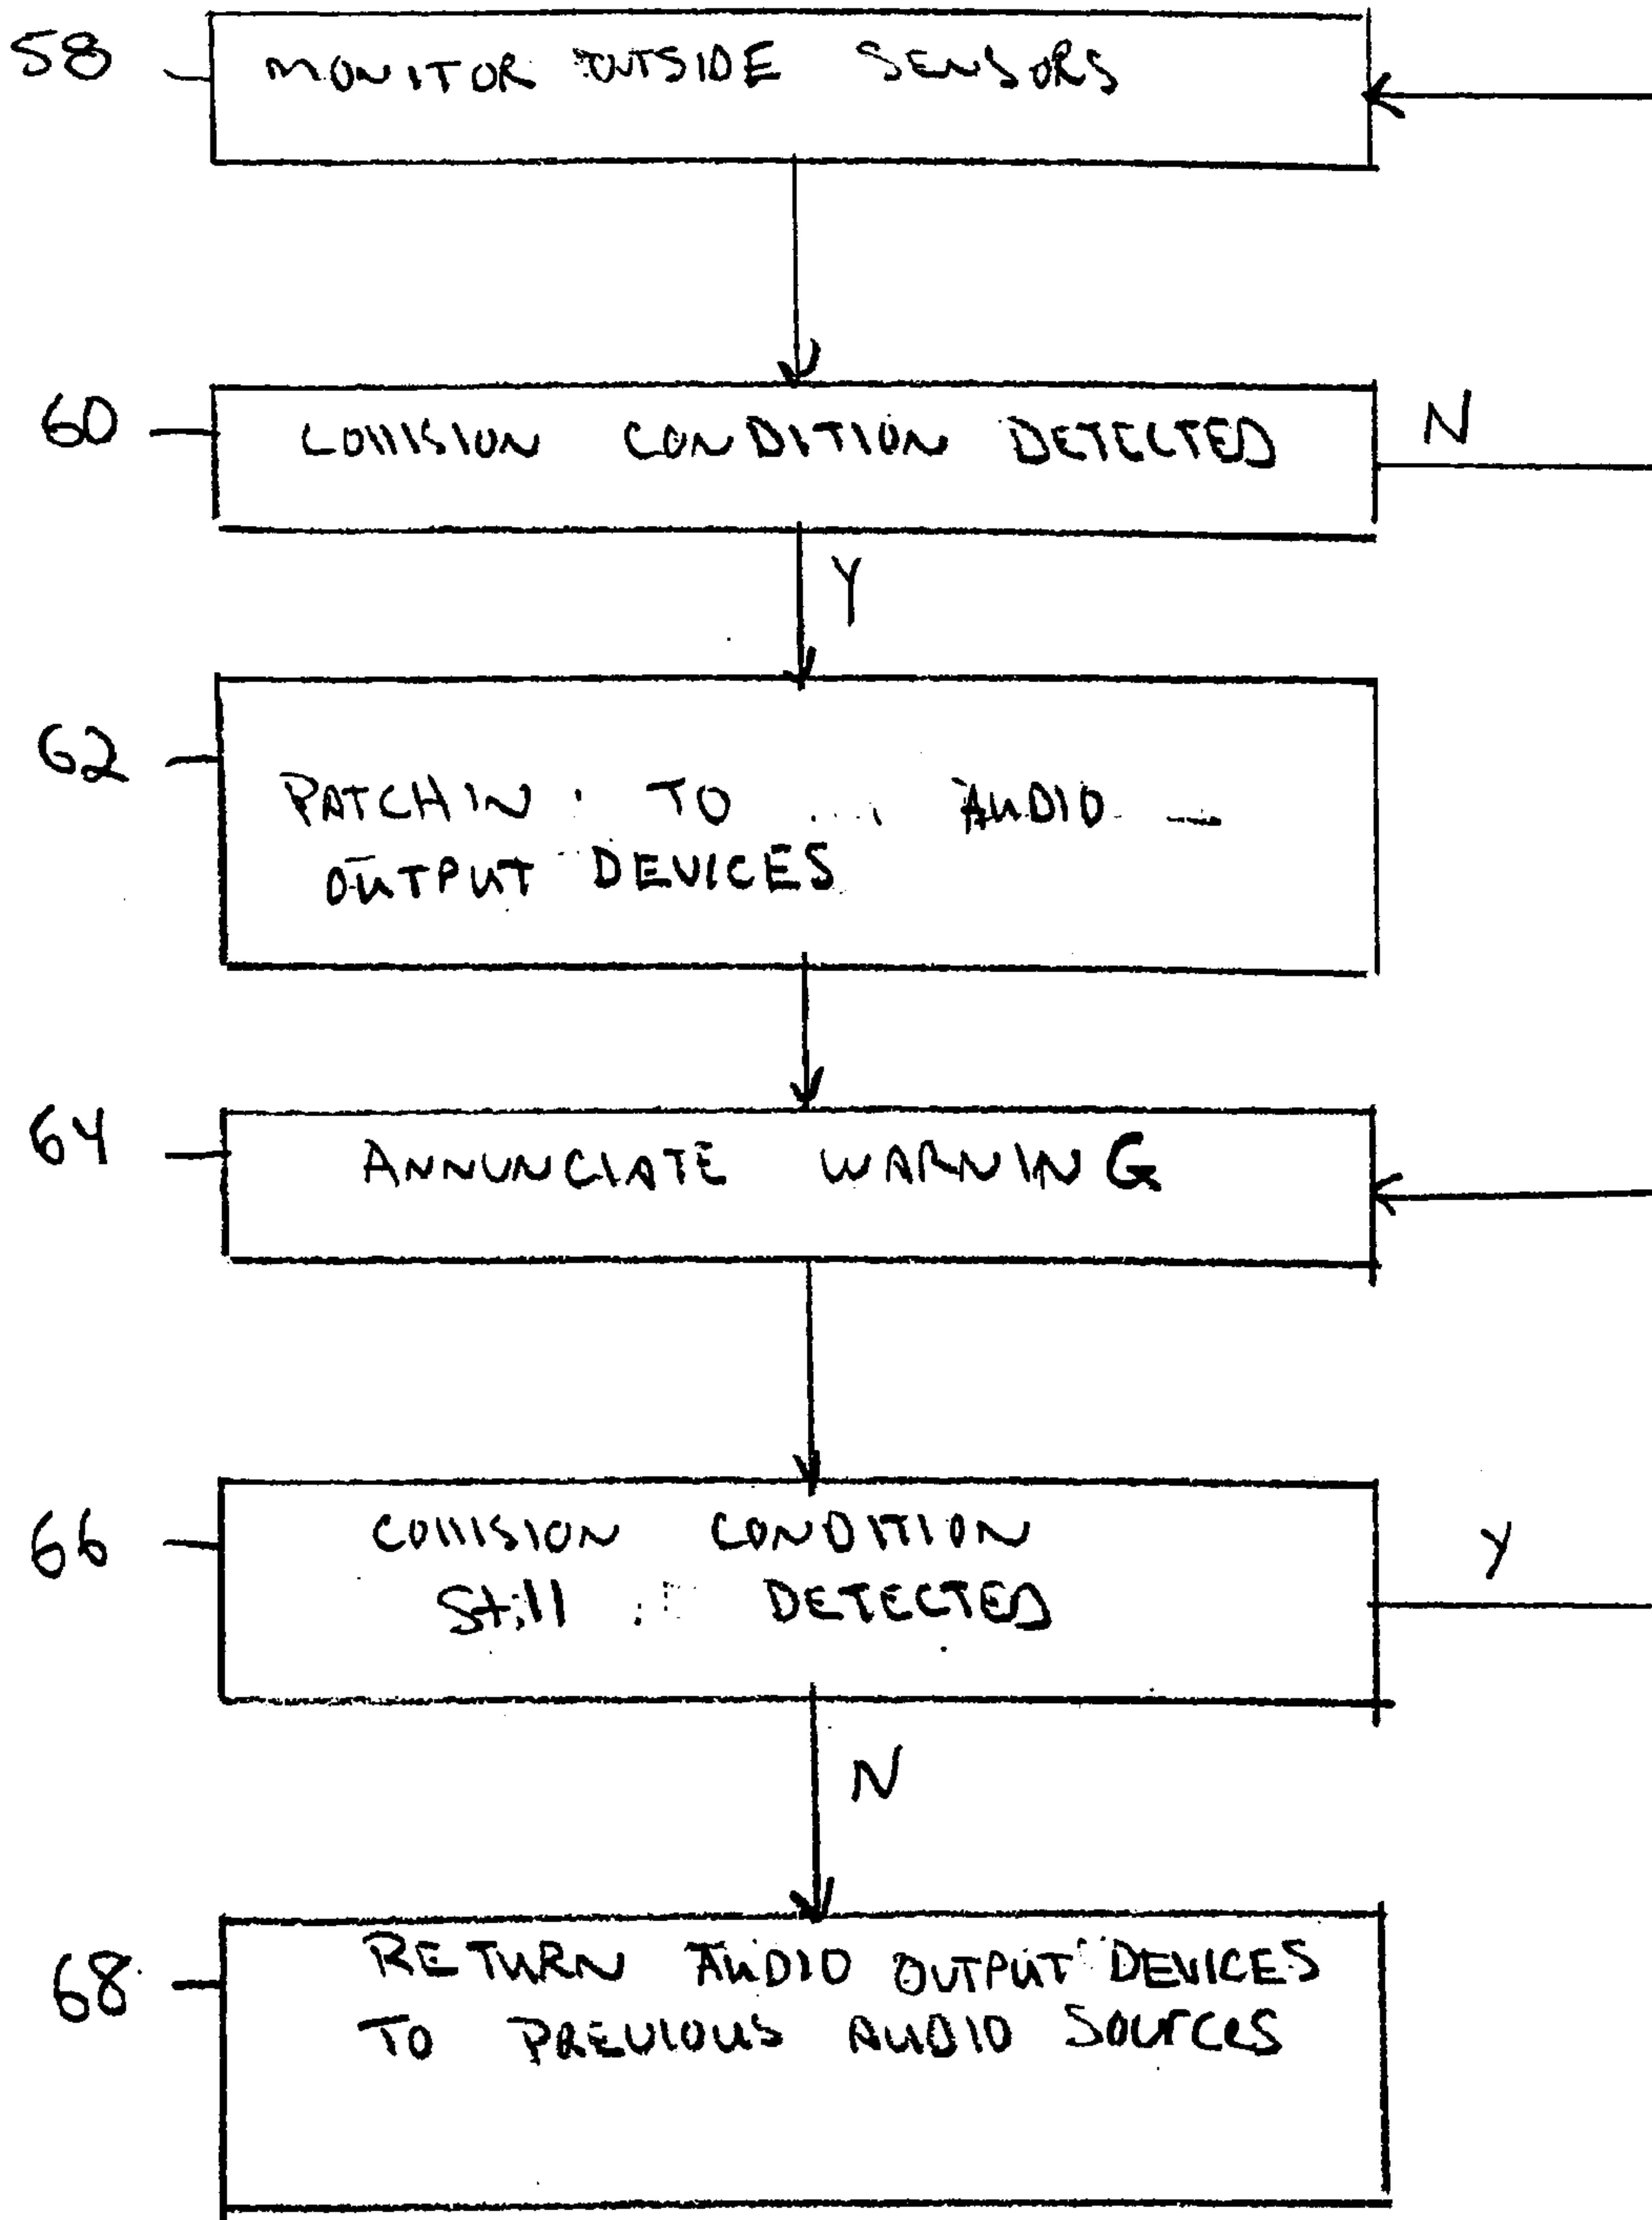 58
MONITOR OUTSIDE SENSORS
60
COllISION CONDITION DETECTED
N
Y
62
PATCH IN TO AUDIO
OUTPUT DEVICES
64
ANNUNCIATE WARNING
66
COllISION CONDITION
Still DETECTED
Y
N
68
RETURN AUDIO OUTPUT DEVICES
TO PREVIOUS AUDIO Sources